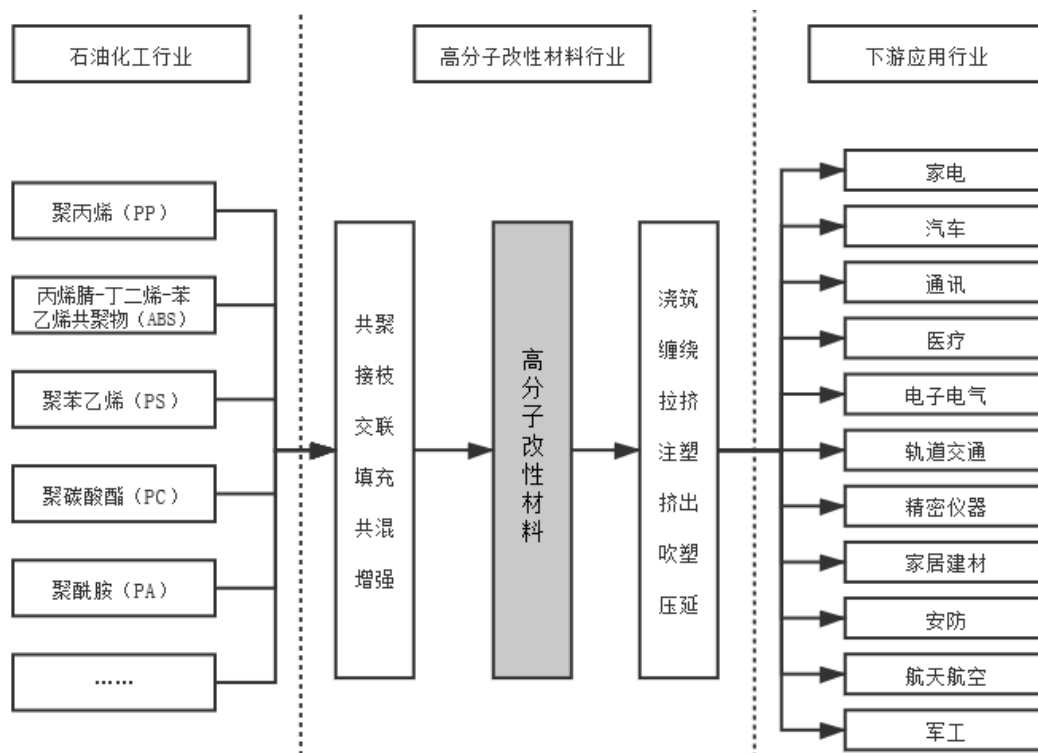 石油化工行业
高分子改性材料行业
下游应用行业
聚丙烯（PP）
丙烯腈-丁二烯-苯
乙烯共聚物（ABS）
聚苯乙烯（PS）
聚碳酸酯（PC）
聚酰胺（PA）
……
共聚
接枝
交联
填充
共混
增强
高分子改性材料
浇筑
缠绕
拉挤
注塑
挤出
吹塑
压延
家电
汽车
通讯
医疗
电子电气
轨道交通
精密仪器
家居建材
安防
航天航空
军工